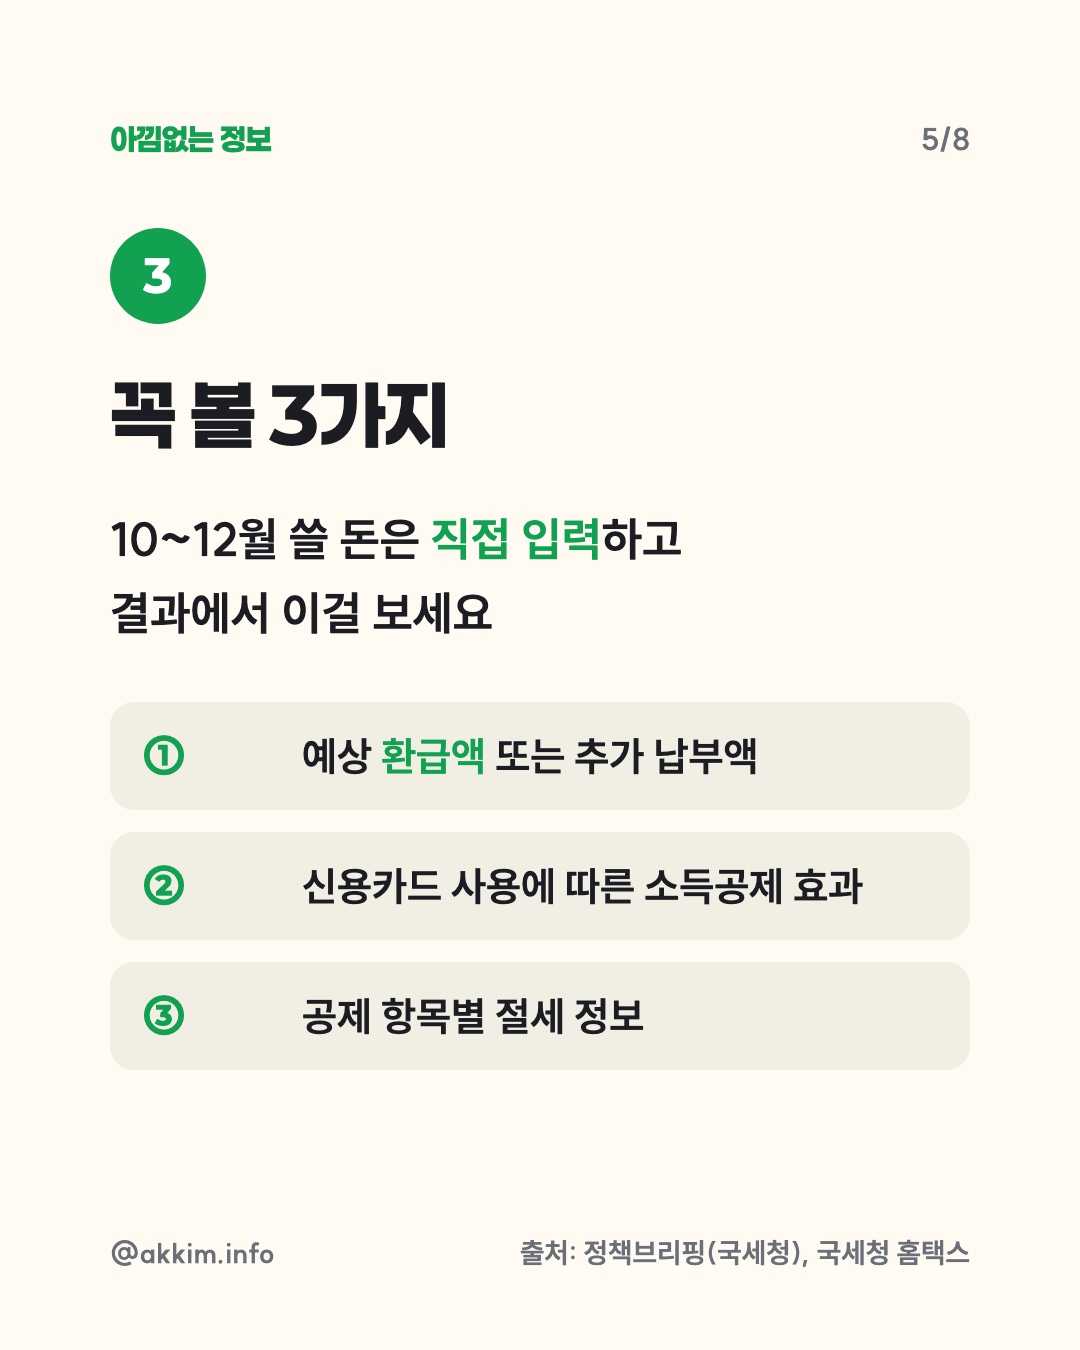 아낌없는 정보
5/8
3
꼭 볼 3가지
10~12월 쓸 돈은 직접 입력하고
결과에서 이걸 보세요
① 예상 환급액 또는 추가 납부액
② 신용카드 사용에 따른 소득공제 효과
③ 공제 항목별 절세 정보
@akkim.info
출처: 정책브리핑(국세청), 국세청 홈택스